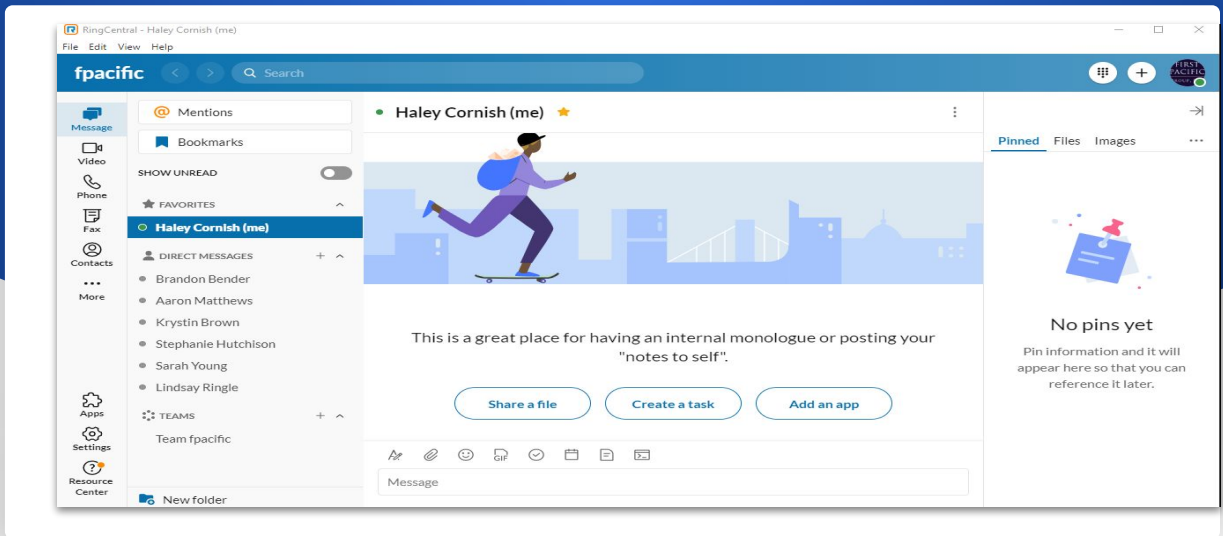 RingCentral - Haley Cornish (me)
File Edit View Help
fpacific
Search
FIRST
PACIFIC
Message
Video
Phone
Fax
Contacts
More
Apps
Settings
Resource
Center
@ Mentions
Bookmarks
SHOW UNREAD
FAVORITES
Haley Cornish (me)
DIRECT MESSAGES
Brandon Bender
Aaron Matthews
Krystin Brown
Stephanie Hutchison
Sarah Young
Lindsay Ringle
TEAMS
Team fpacific
New folder
Haley Cornish (me)
This is a great place for having an internal monologue or posting your
"notes to self".
Share a file Create a task Add an app
GIF
Message
Pinned Files Images
No pins yet
Pin information and it will
appear here so that you can
reference it later.